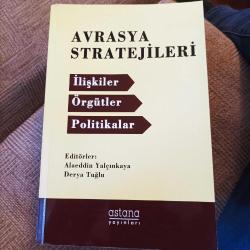 AVRASYA
STRATEJİLERİ
İlişkiler
Örgütler
Politikalar
Editörler:
Alaeddin Yalçınkaya
Derya Tuğlu
astana
yayınları